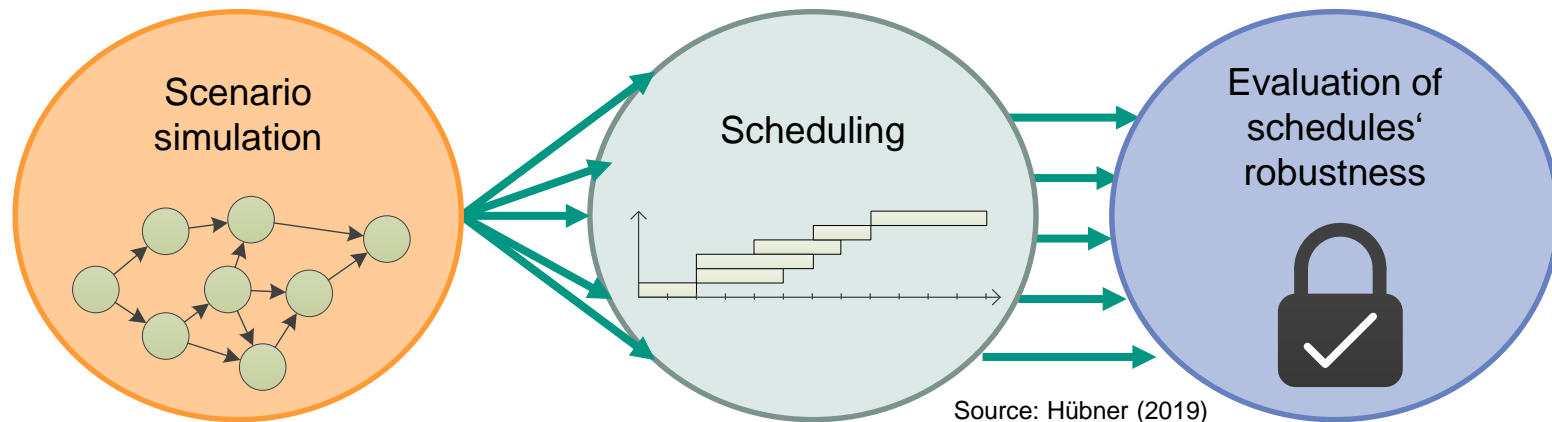 Scenario
simulation
Scheduling
Evaluation of
schedules‘
robustness
Source: Hübner (2019)